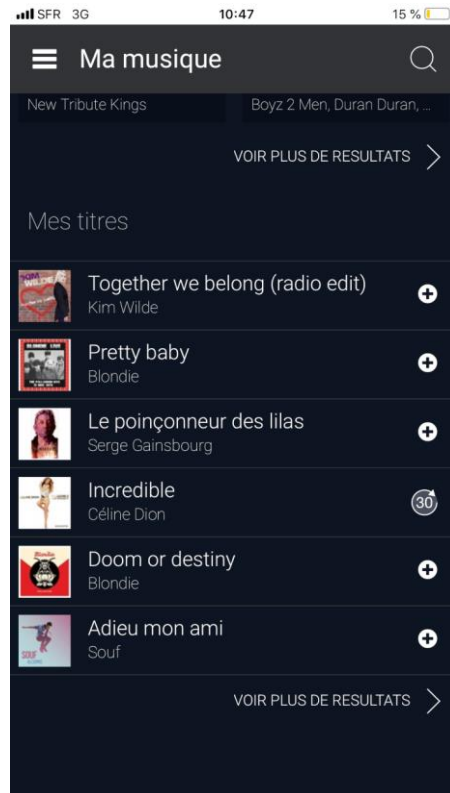 SFR 3G 10:47 15 %
Ma musique
New Tribute Kings
Boyz 2 Men, Duran Duran, ...
VOIR PLUS DE RESULTATS
Mes titres
Together we belong (radio edit)
Kim Wilde
Pretty baby
Blondie
Le poinçonneur des lilas
Serge Gainsbourg
Incredible
Céline Dion
30
Doom or destiny
Blondie
Adieu mon ami
Souf
VOIR PLUS DE RESULTATS